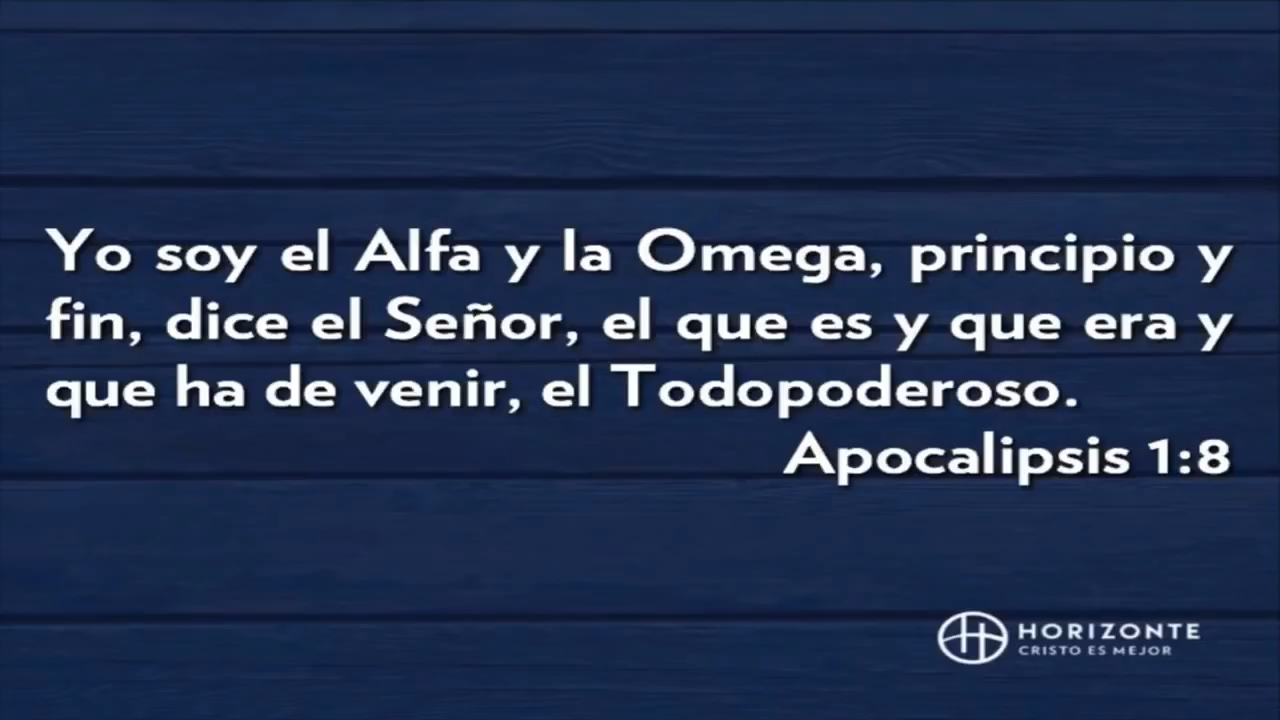 Yo soy el Alfa y la Omega, principio y
fin, dice el Señor, el que es y que era y
que ha de venir, el Todopoderoso.
Apocalipsis 1:8
HORIZONTE
CRISTO ES MEJOR